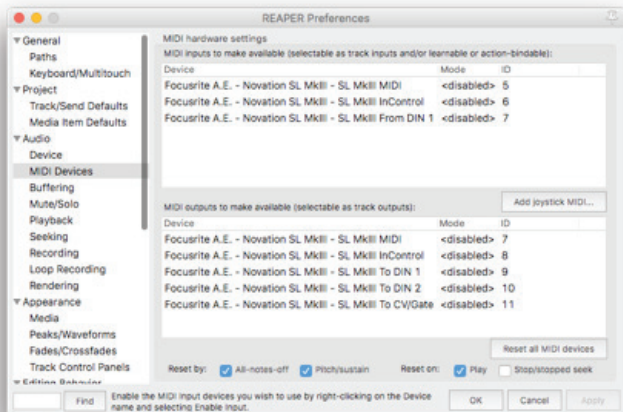 REAPER Preferences
General
Paths
Keyboard/Multitouch
Project
Track/Send Defaults
Media Item Defaults
Audio
Device
MIDI Devices
Buffering
Mute/Solo
Playback
Seeking
Recording
Loop Recording
Rendering
Appearance
Media
Peaks/Waveforms
Fades/Crossfades
Track Control Panels
Editing Behavior
Find
MIDI hardware settings
MIDI inputs to make available (selectable as track inputs and/or learnable or action-bindable):
Device Mode ID
Focusrite A.E. - Novation SL MkIII - SL MkIII MIDI <disabled> 5
Focusrite A.E. - Novation SL MkIII - SL MkIII InControl <disabled> 6
Focusrite A.E. - Novation SL MkIII - SL MkIII From DIN 1 <disabled> 7
Add joystick MIDI...
MIDI outputs to make available (selectable as track outputs):
Device Mode ID
Focusrite A.E. - Novation SL MkIII - SL MkIII MIDI <disabled> 7
Focusrite A.E. - Novation SL MkIII - SL MkIII InControl <disabled> 8
Focusrite A.E. - Novation SL MkIII - SL MkIII To DIN 1 <disabled> 9
Focusrite A.E. - Novation SL MkIII - SL MkIII To DIN 2 <disabled> 10
Focusrite A.E. - Novation SL MkIII - SL MkIII To CV/Gate <disabled> 11
Reset all MIDI devices
Reset by: All-notes-off Pitch/sustain Reset on: Play Stop/stopped seek
Enable the MIDI input devices you wish to use by right-clicking on the Device
name and selecting Enable Input.
OK Cancel Apply